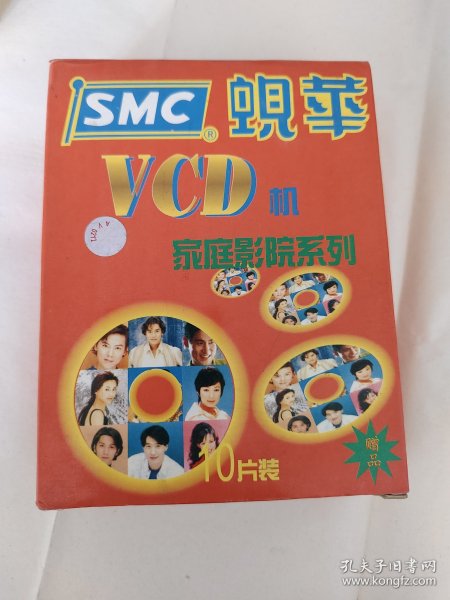 SMC ® 蚬華
VCD 机
家庭影院系列
10片装
赠品
孔夫子旧书网
www.kongfz.com